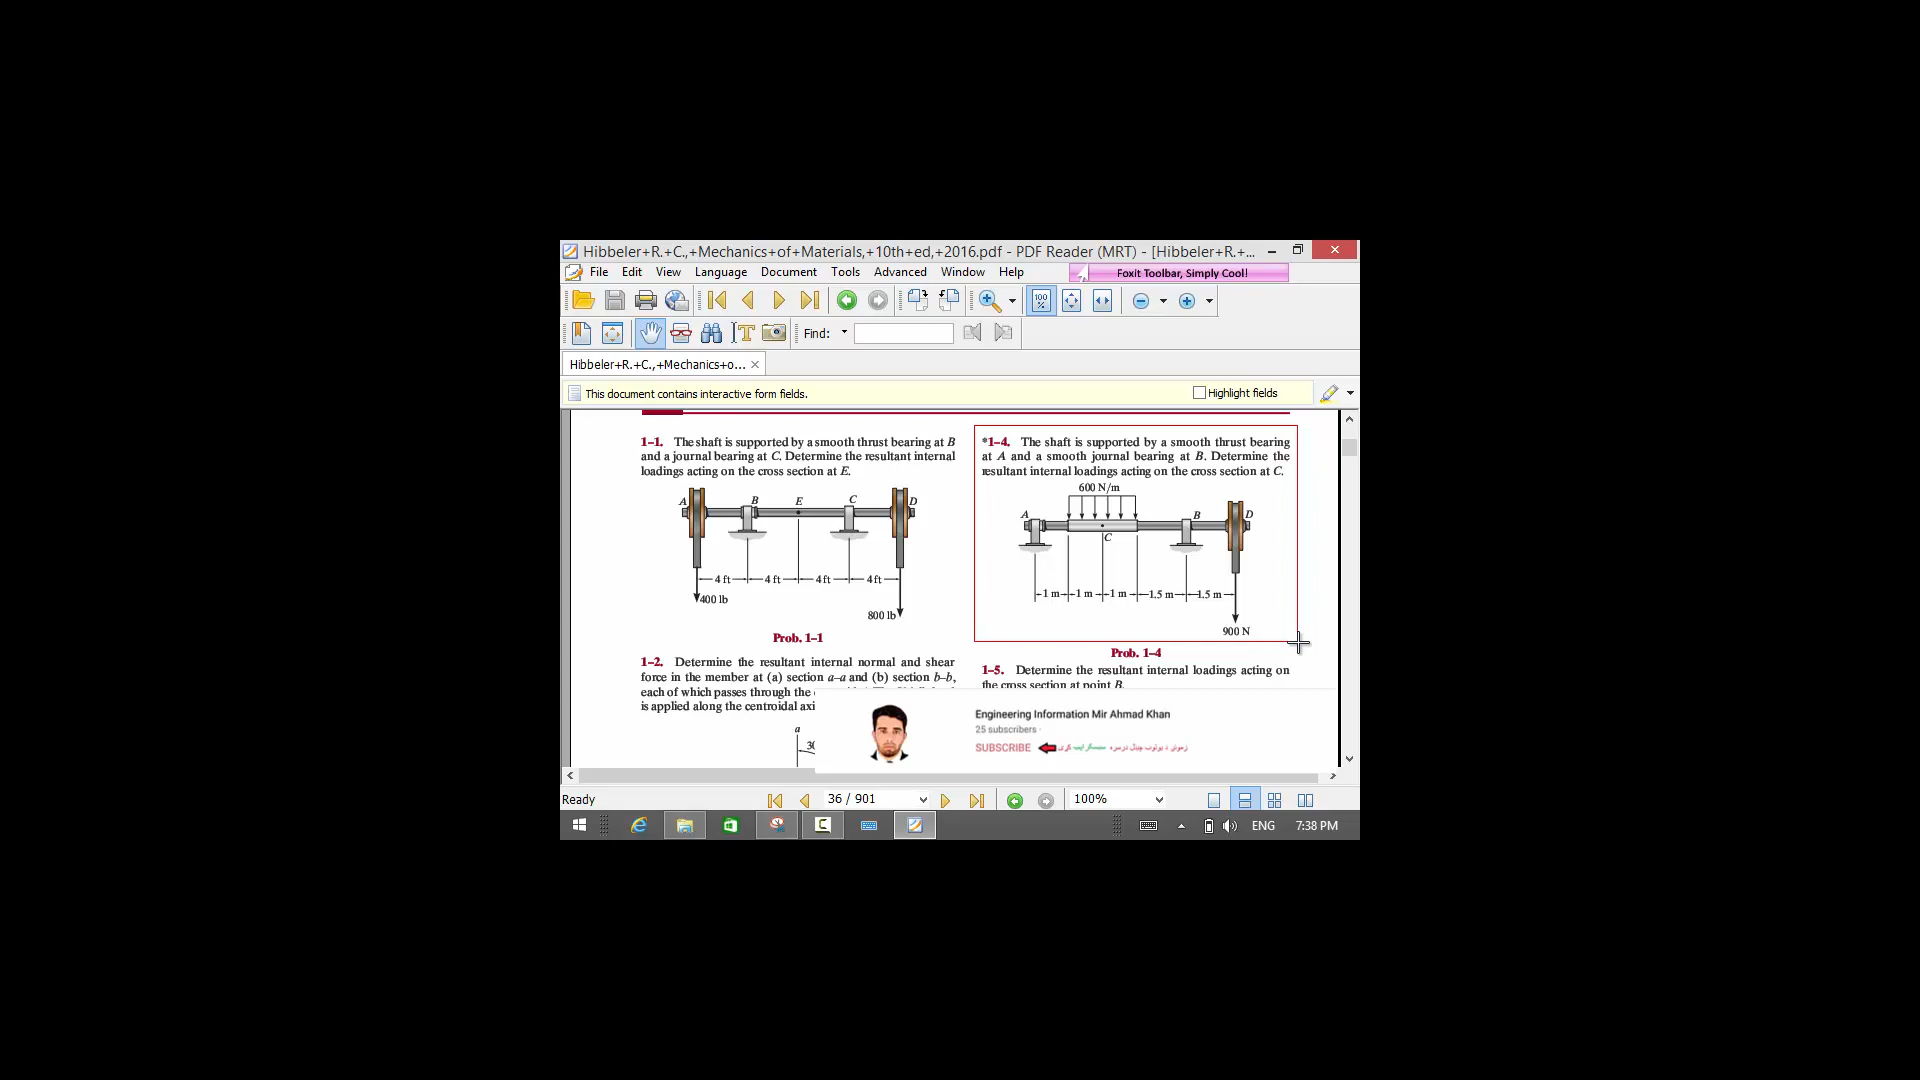 Hibbeler+R.+C.,+Mechanics+of+Materials,+10th+ed,+2016.pdf - PDF Reader (MRT) - [Hibbeler+R.+...
File Edit View Language Document Tools Advanced Window Help
Foxit Toolbar, Simply Cool!
Find:
Hibbeler+R.+C.,+Mechanics+o...
This document contains interactive form fields.
Highlight fields
1–1. The shaft is supported by a smooth thrust bearing at B
and a journal bearing at C. Determine the resultant internal
loadings acting on the cross section at E.
A B E C D
4 ft 4 ft 4 ft 4 ft
400 lb
800 lb
Prob. 1–1
1–2. Determine the resultant internal normal and shear
force in the member at (a) section a–a and (b) section b–b,
each of which passes through the
is applied along the centroidal axi
a
30
*1–4. The shaft is supported by a smooth thrust bearing
at A and a smooth journal bearing at B. Determine the
resultant internal loadings acting on the cross section at C.
600 N/m
A B D
C
1 m 1 m 1 m 1.5 m 1.5 m
900 N
Prob. 1–4
1–5. Determine the resultant internal loadings acting on
the cross section at point B.
Engineering Information Mir Ahmad Khan
25 subscribers
SUBSCRIBE
Ready
36 / 901
100%
ENG
7:38 PM